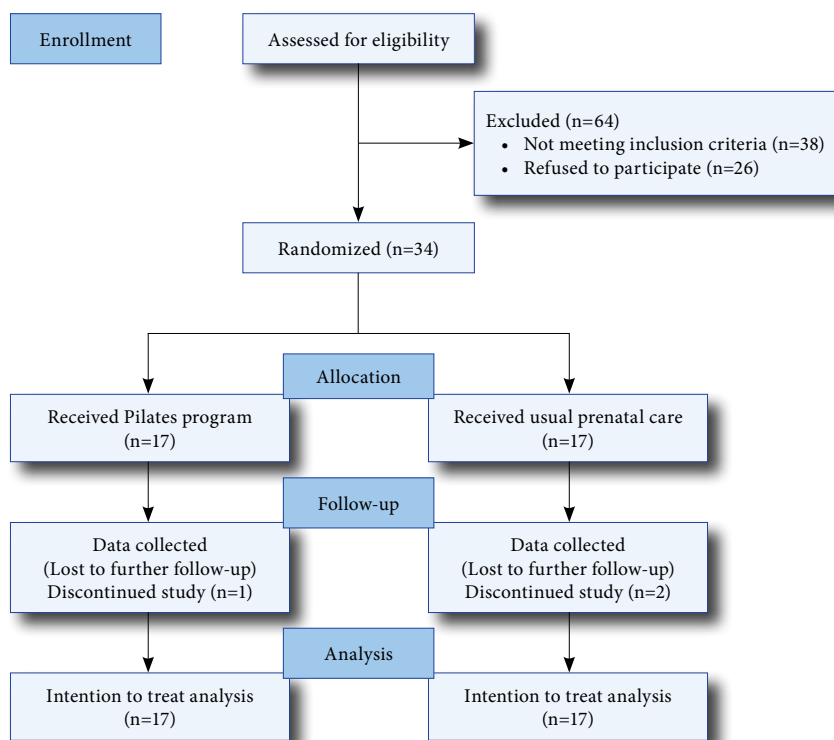 Enrollment
Assessed for eligibility
Excluded (n=64)
• Not meeting inclusion criteria (n=38)
• Refused to participate (n=26)
Randomized (n=34)
Allocation
Received Pilates program
(n=17)
Received usual prenatal care
(n=17)
Follow-up
Data collected
(Lost to further follow-up)
Discontinued study (n=1)
Data collected
(Lost to further follow-up)
Discontinued study (n=2)
Analysis
Intention to treat analysis
(n=17)
Intention to treat analysis
(n=17)